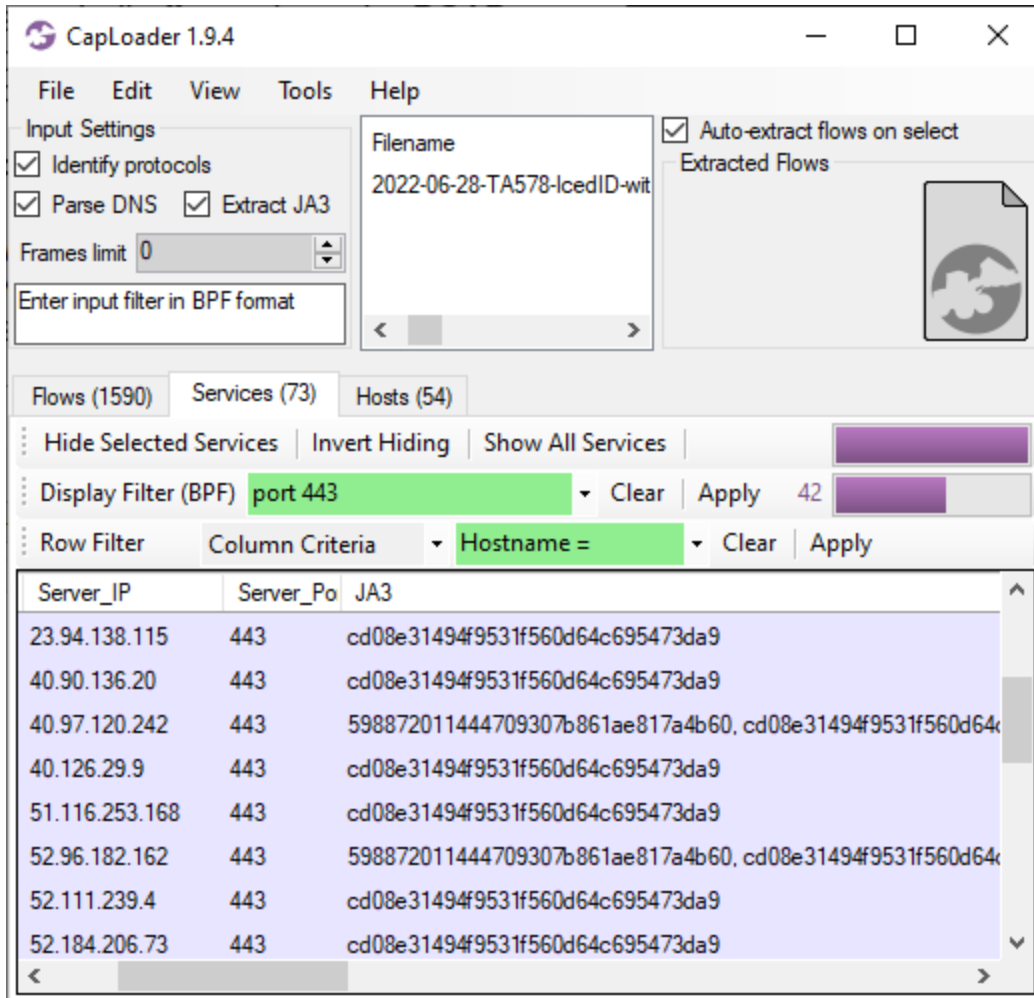 CapLoader 1.9.4
File Edit View Tools Help
Input Settings
Identify protocols
Parse DNS Extract JA3
Frames limit 0
Enter input filter in BPF format
Filename
2022-06-28-TA578-IcedID-wit
Auto-extract flows on select
Extracted Flows
Flows (1590) Services (73) Hosts (54)
Hide Selected Services Invert Hiding Show All Services
Display Filter (BPF) port 443 Clear Apply 42
Row Filter Column Criteria Hostname = Clear Apply
Server_IP Server_Po JA3
23.94.138.115 443 cd08e31494f9531f560d64c695473da9
40.90.136.20 443 cd08e31494f9531f560d64c695473da9
40.97.120.242 443 598872011444709307b861ae817a4b60, cd08e31494f9531f560d64c
40.126.29.9 443 cd08e31494f9531f560d64c695473da9
51.116.253.168 443 cd08e31494f9531f560d64c695473da9
52.96.182.162 443 598872011444709307b861ae817a4b60, cd08e31494f9531f560d64c
52.111.239.4 443 cd08e31494f9531f560d64c695473da9
52.184.206.73 443 cd08e31494f9531f560d64c695473da9